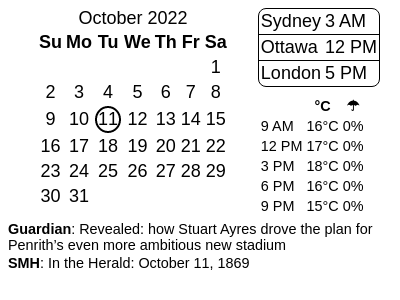 October 2022
Su Mo Tu We Th Fr Sa
1
2 3 4 5 6 7 8
9 10 11 12 13 14 15
16 17 18 19 20 21 22
23 24 25 26 27 28 29
30 31
Sydney 3 AM
Ottawa 12 PM
London 5 PM
°C ☂
9 AM 16°C 0%
12 PM 17°C 0%
3 PM 18°C 0%
6 PM 16°C 0%
9 PM 15°C 0%
Guardian: Revealed: how Stuart Ayres drove the plan for
Penrith’s even more ambitious new stadium
SMH: In the Herald: October 11, 1869